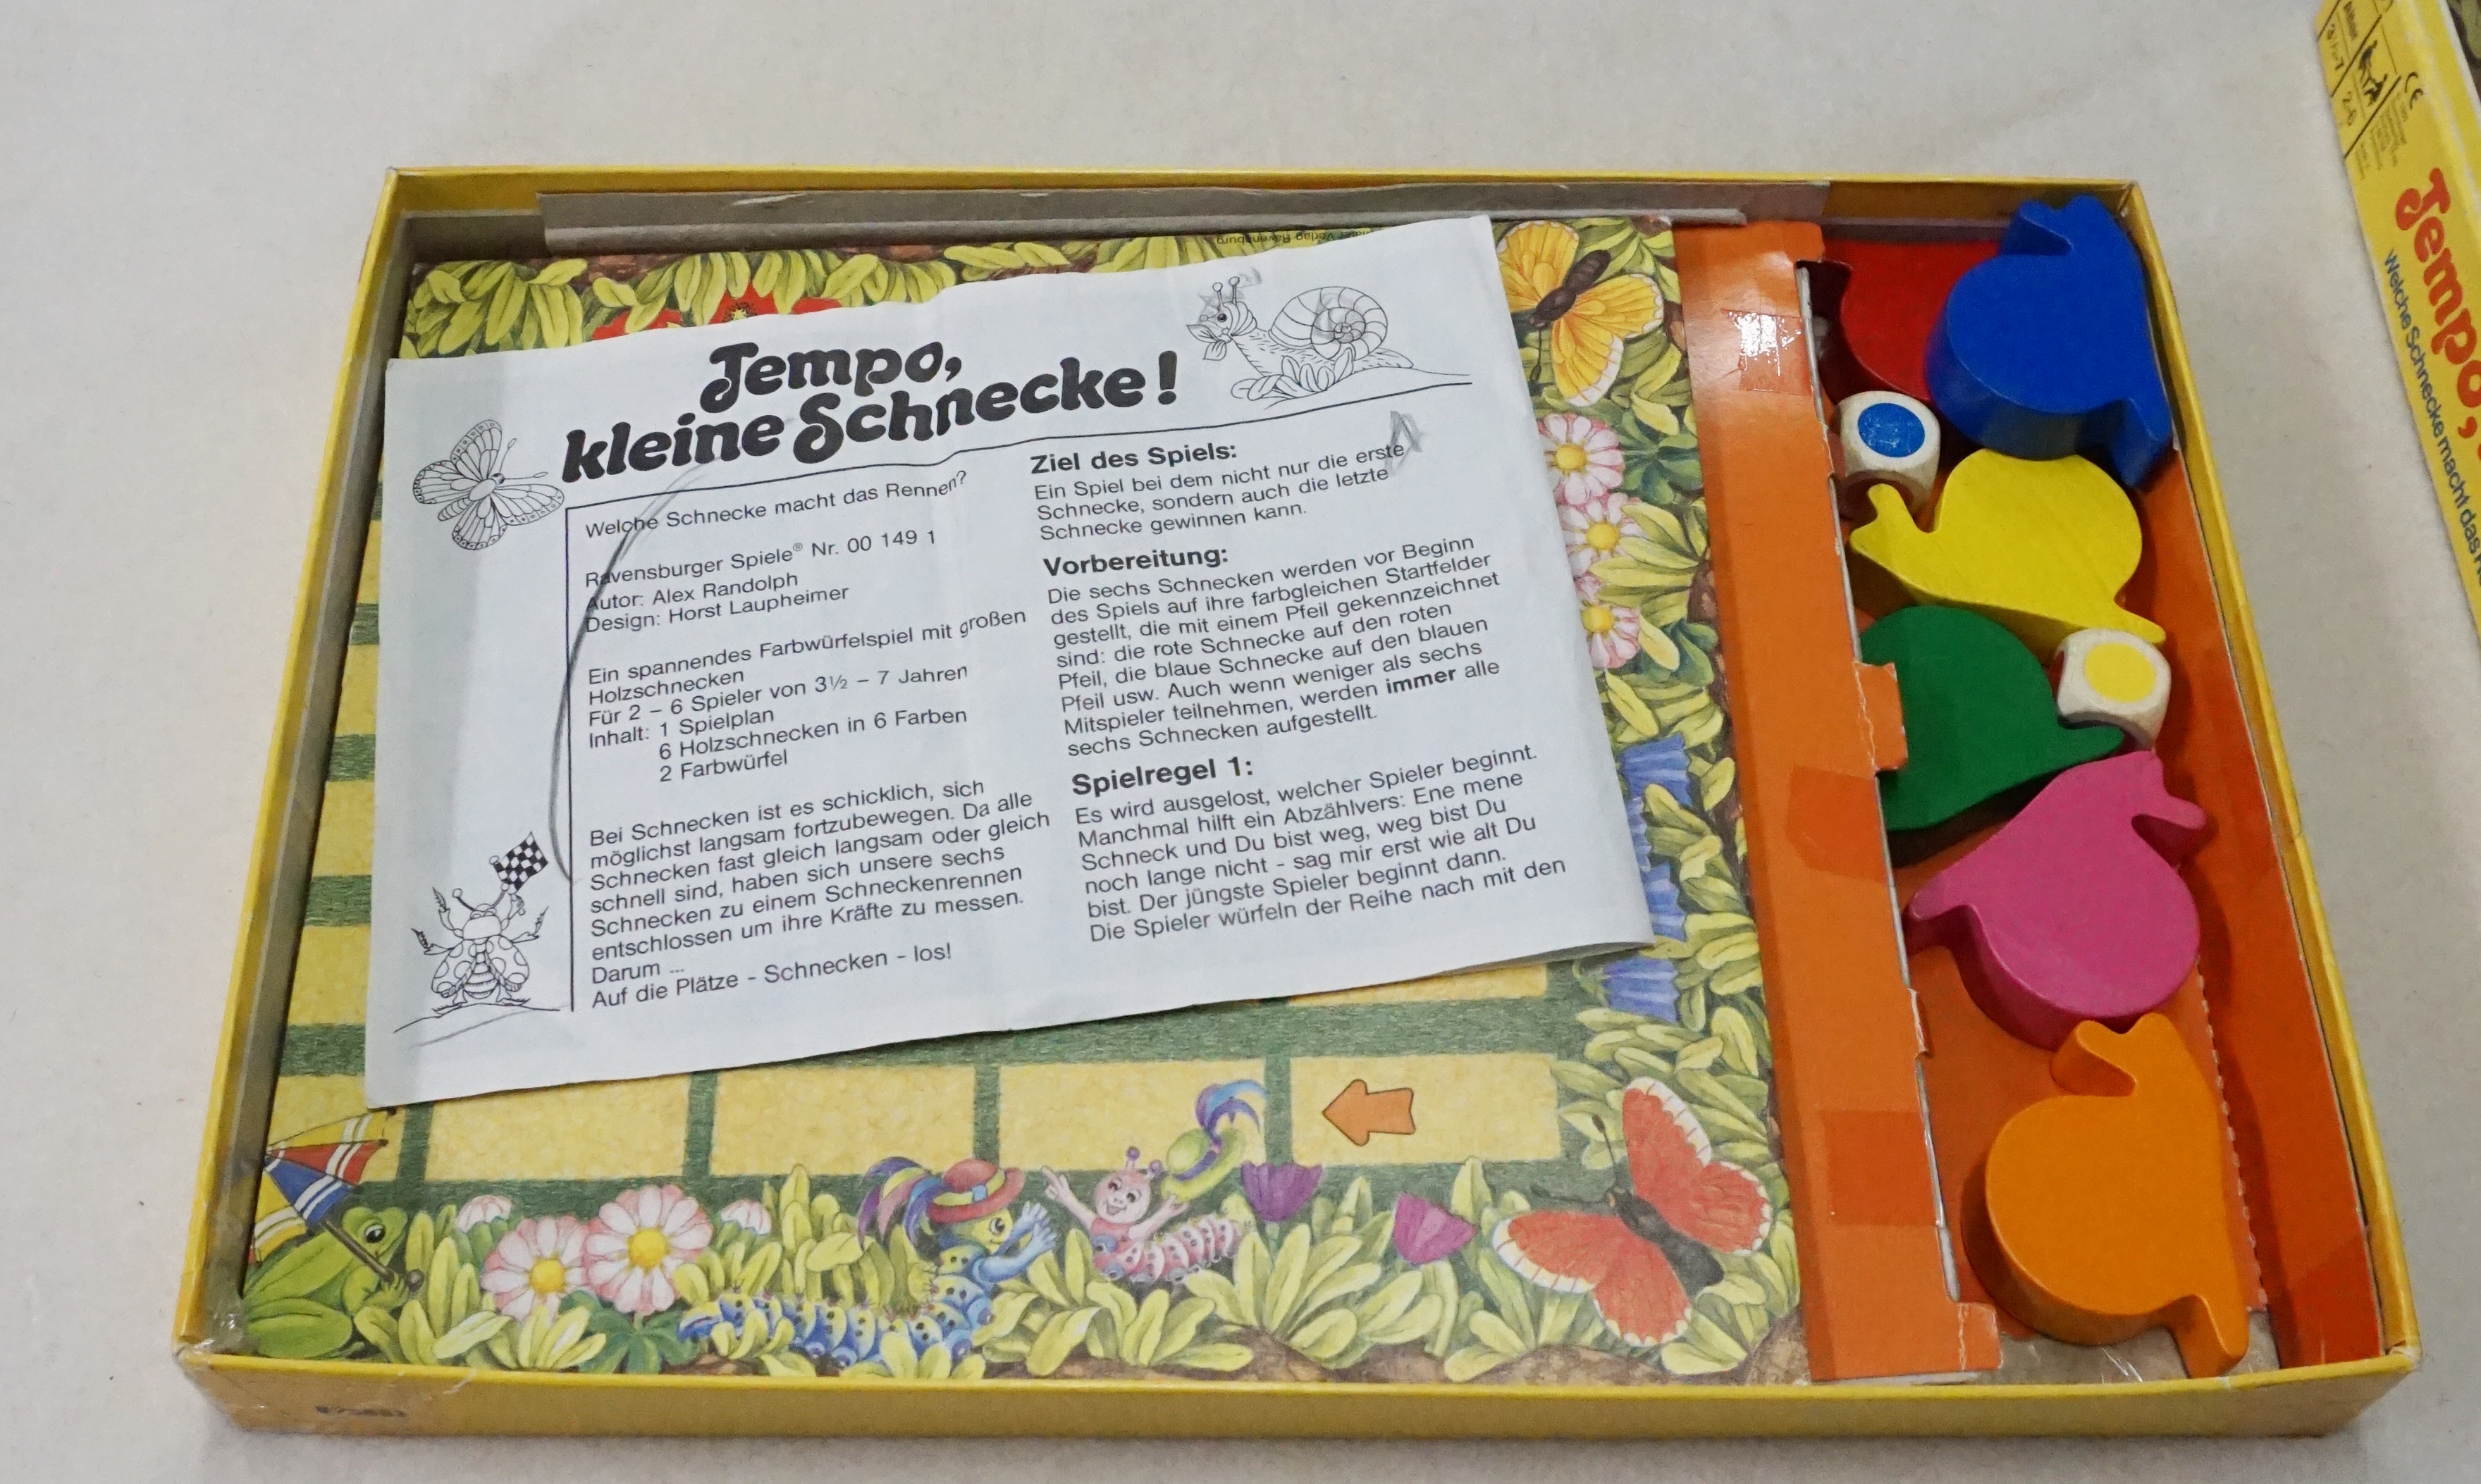 Tempo,
kleine Schnecke!
Welche Schnecke macht das Rennen?
Ravensburger Spiele® Nr. 00 149 1
Autor: Alex Randolph
Design: Horst Laupheimer
Ein spannendes Farbwürfelspiel mit großen
Holzschnecken
Für 2 – 6 Spieler von 3½ – 7 Jahren
Inhalt: 1 Spielplan
6 Holzschnecken in 6 Farben
2 Farbwürfel
Bei Schnecken ist es schicklich, sich
möglichst langsam fortzubewegen. Da alle
Schnecken fast gleich langsam oder gleich
schnell sind, haben sich unsere sechs
Schnecken zu einem Schneckenrennen
entschlossen um ihre Kräfte zu messen.
Darum ...
Auf die Plätze - Schnecken - los!
Ziel des Spiels:
Ein Spiel bei dem nicht nur die erste
Schnecke, sondern auch die letzte
Schnecke gewinnen kann.
Vorbereitung:
Die sechs Schnecken werden vor Beginn
des Spiels auf ihre farbgleichen Startfelder
gestellt, die mit einem Pfeil gekennzeichnet
sind: die rote Schnecke auf den roten
Pfeil, die blaue Schnecke auf den blauen
Pfeil usw. Auch wenn weniger als sechs
Mitspieler teilnehmen, werden immer alle
sechs Schnecken aufgestellt.
Spielregel 1:
Es wird ausgelost, welcher Spieler beginnt.
Manchmal hilft ein Abzählvers: Ene mene
Schneck und Du bist weg, weg bist Du
noch lange nicht - sag mir erst wie alt Du
bist. Der jüngste Spieler beginnt dann.
Die Spieler würfeln der Reihe nach mit den
Verlag Ravensburg
CE
2-6
Tempo,
Welche Schnecke macht das